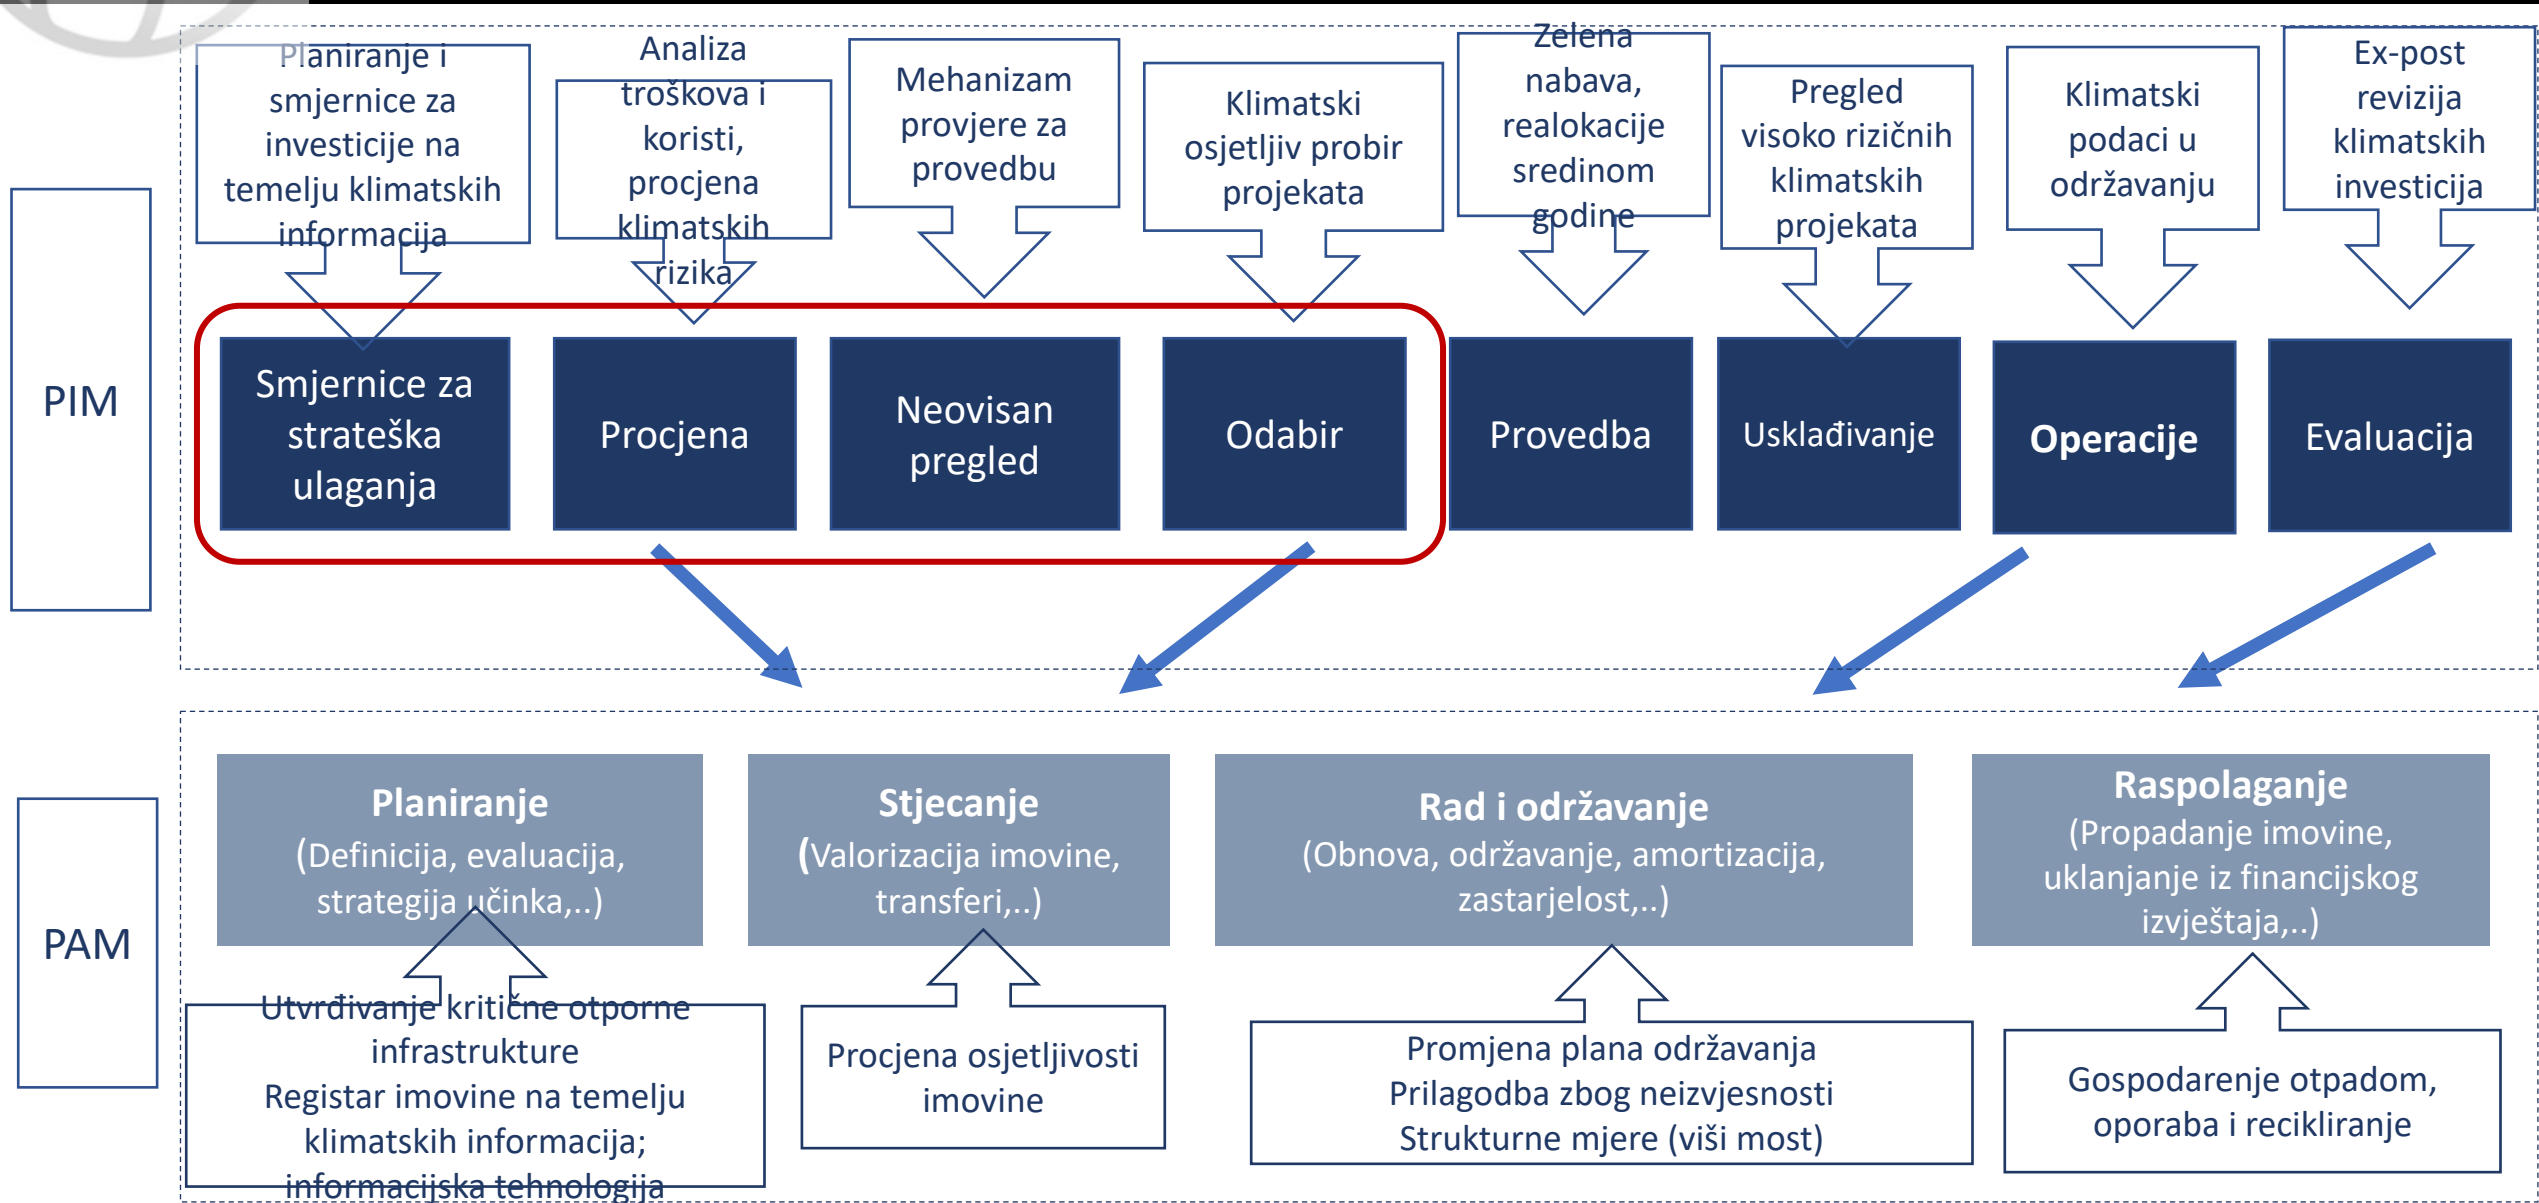 Planiranje i
smjernice za
investicije na
temelju klimatskih
informacija
Analiza
troškova i
koristi,
procjena
klimatskih
rizika
Mehanizam
provjere za
provedbu
Klimatski
osjetljiv probir
projekata
Zelena
nabava,
realokacije
sredinom
godine
Pregled
visoko rizičnih
klimatskih
projekata
Klimatski
podaci u
održavanju
Ex-post
revizija
klimatskih
investicija
PIM
Smjernice za
strateška
ulaganja
Procjena
Neovisan
pregled
Odabir
Provedba
Usklađivanje
Operacije
Evaluacija
PAM
Planiranje
(Definicija, evaluacija,
strategija učinka,..)
Stjecanje
(Valorizacija imovine,
transferi,..)
Rad i održavanje
(Obnova, održavanje, amortizacija,
zastarjelost,..)
Raspolaganje
(Propadanje imovine,
uklanjanje iz financijskog
izvještaja,..)
Utvrđivanje kritične otporne
infrastrukture
Registar imovine na temelju
klimatskih informacija;
informacijska tehnologija
Procjena osjetljivosti
imovine
Promjena plana održavanja
Prilagodba zbog neizvjesnosti
Strukturne mjere (viši most)
Gospodarenje otpadom,
oporaba i recikliranje